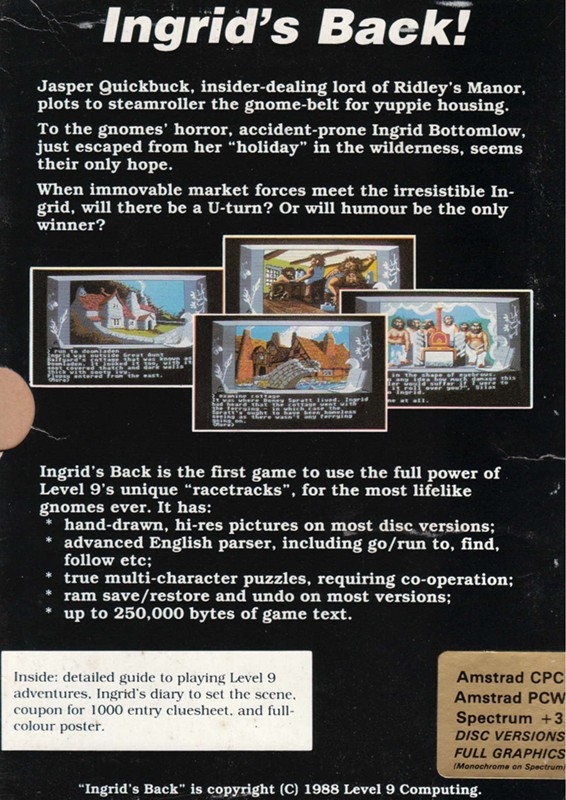 Ingrid's Back!
Jasper Quickbuck, insider-dealing lord of Ridley's Manor,
plots to steamroller the gnome-belt for yuppie housing.
To the gnomes' horror, accident-prone Ingrid Bottomlow,
just escaped from her "holiday" in the wilderness, seems
their only hope.
When immovable market forces meet the irresistible In-
grid, will there be a U-turn? Or will humour be the only
winner?
examine cottage
Ingrid's Back is the first game to use the full power of
Level 9's unique "racetracks", for the most lifelike
gnomes ever. It has:
* hand-drawn, hi-res pictures on most disc versions;
* advanced English parser, including go/run to, find,
follow etc;
* true multi-character puzzles, requiring co-operation;
* ram save/restore and undo on most versions;
* up to 250,000 bytes of game text.
Inside: detailed guide to playing Level 9
adventures, Ingrid's diary to set the scene,
coupon for 1000 entry cluesheet, and full-
colour poster.
Amstrad CPC
Amstrad PCW
Spectrum +3
DISC VERSIONS
FULL GRAPHICS
(Monochrome on Spectrum)
"Ingrid's Back" is copyright (C) 1988 Level 9 Computing.